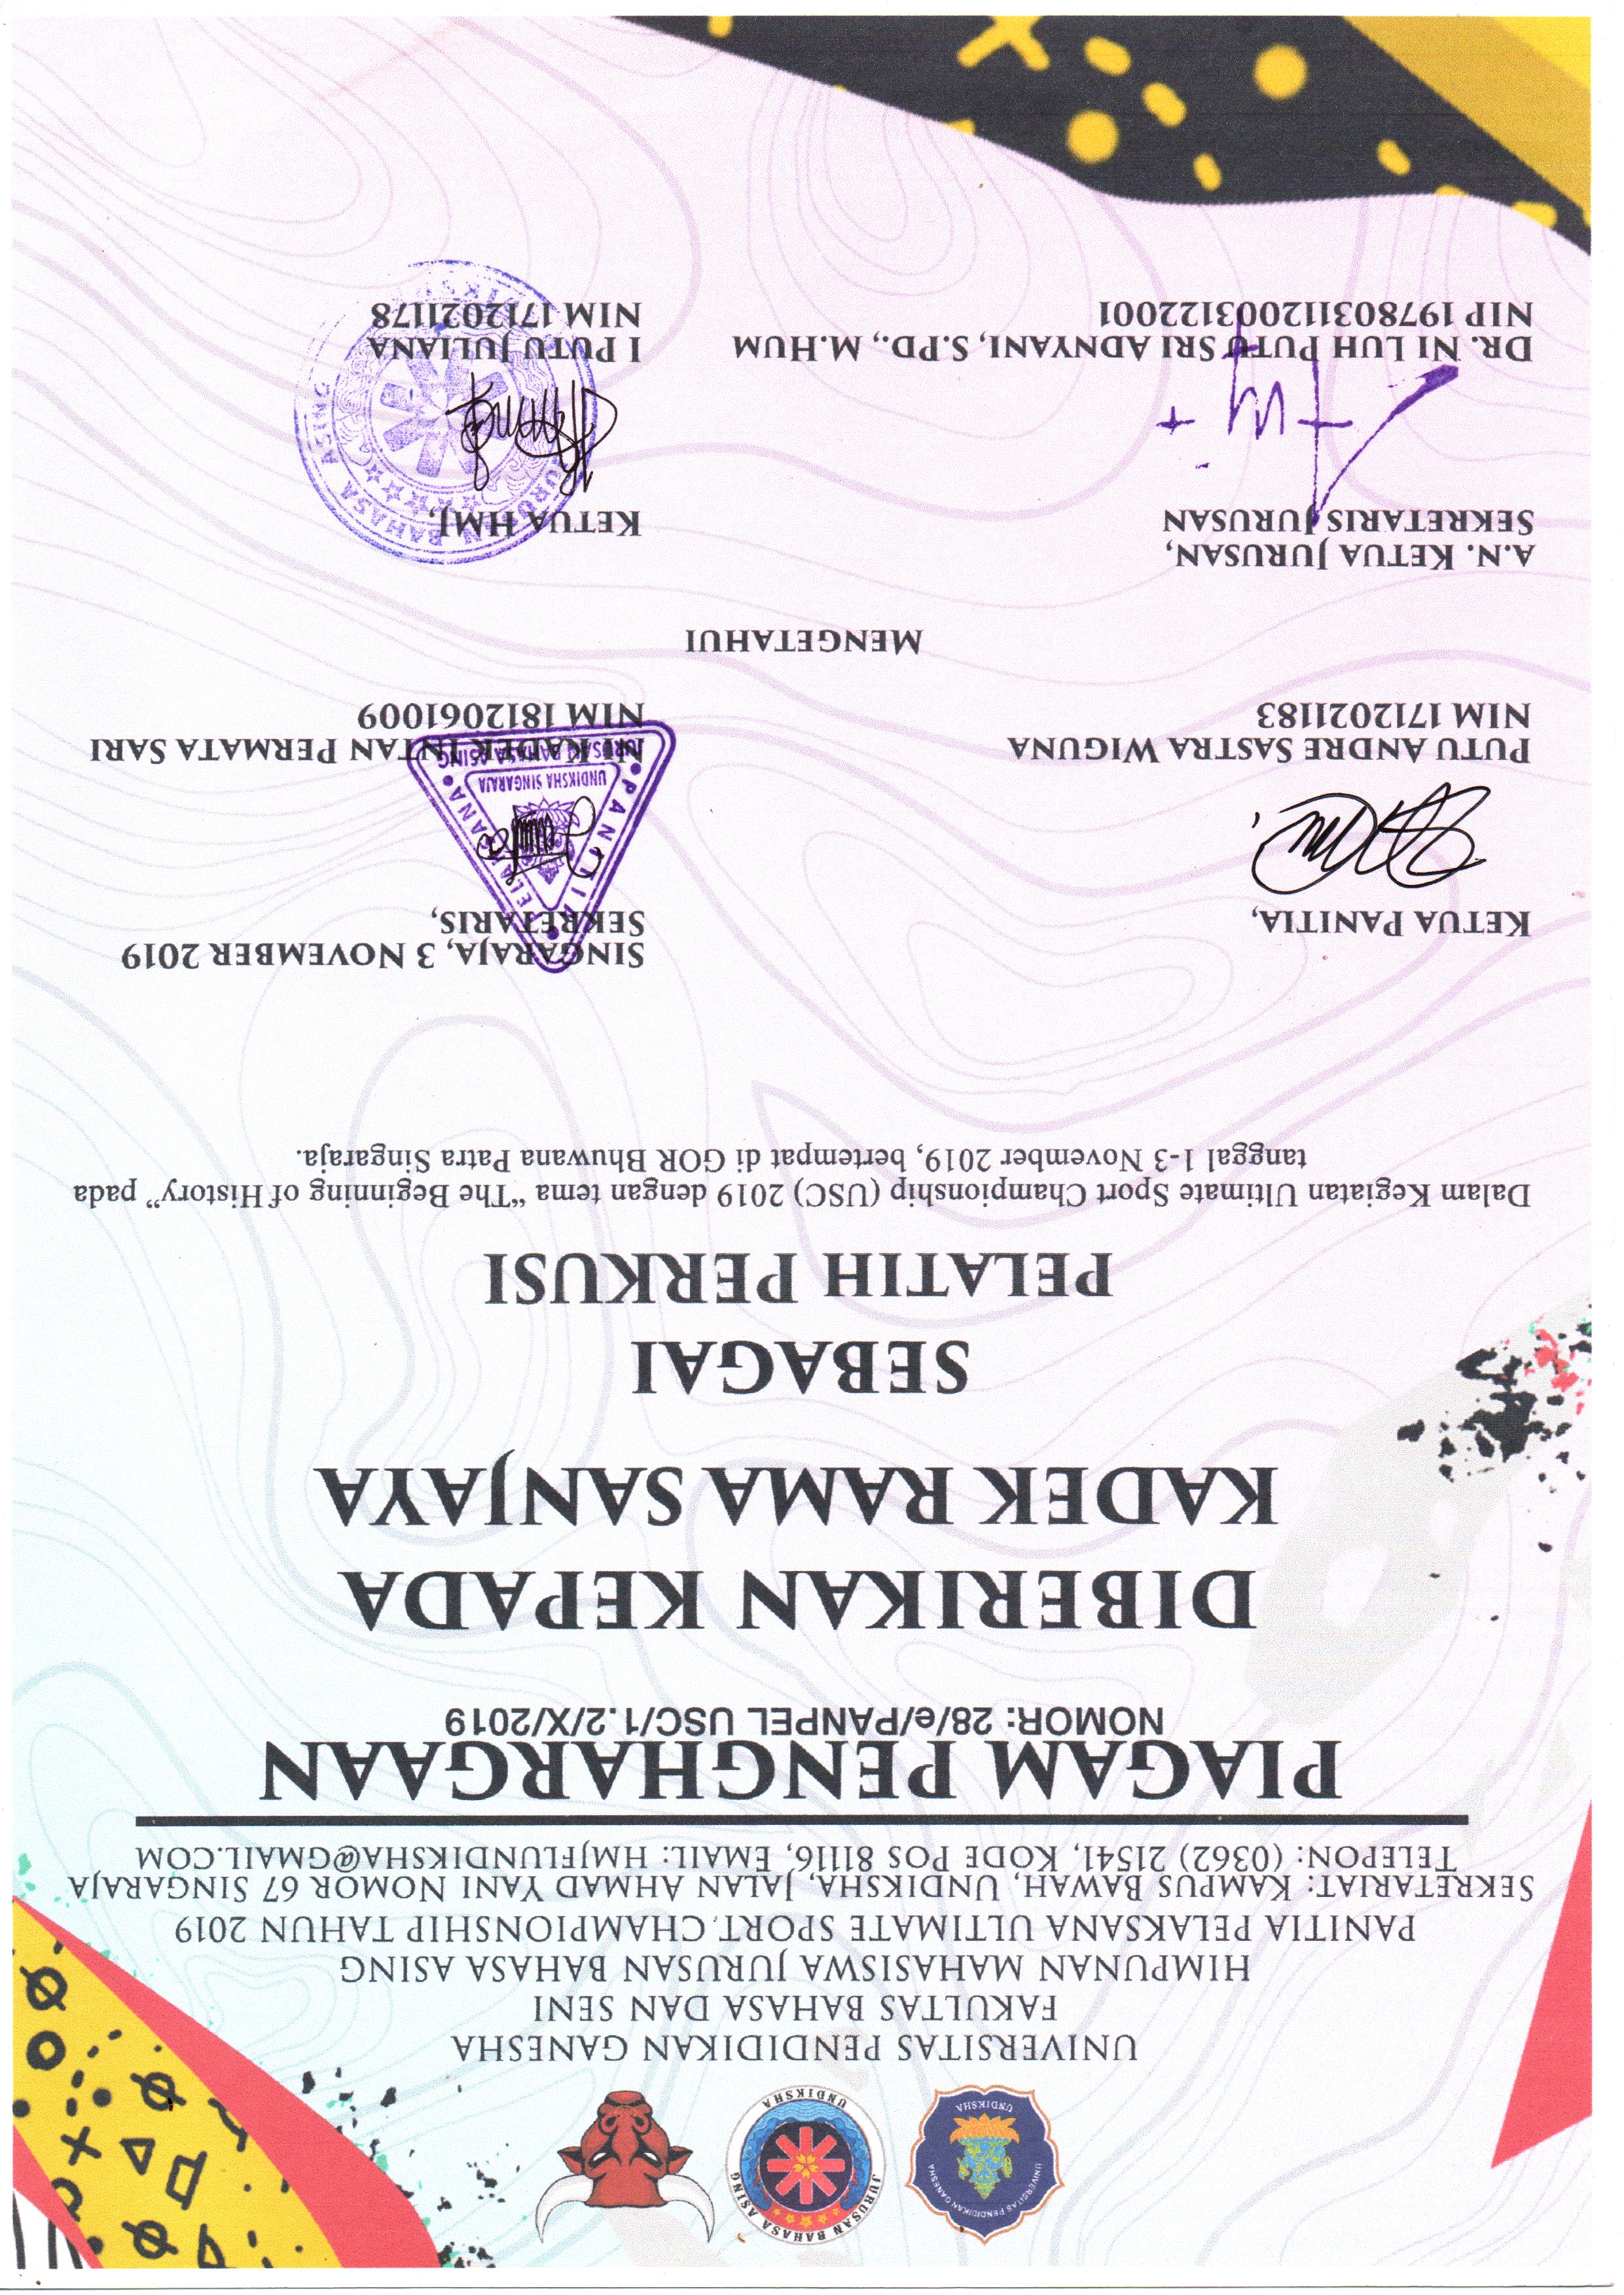 UNIVERSITAS PENDIDIKAN GANESHA
UNDIKSHA
JURUSAN BAHASA ASING
UNDIKSHA
UNIVERSITAS PENDIDIKAN GANESHA
FAKULTAS BAHASA DAN SENI
HIMPUNAN MAHASISWA JURUSAN BAHASA ASING
PANITIA PELAKSANA ULTIMATE SPORT CHAMPIONSHIP TAHUN 2019
SEKRETARIAT: KAMPUS BAWAH, UNDIKSHA, JALAN AHMAD YANI NOMOR 67 SINGARAJA
TELEPON: (0362) 21541, KODE POS 81116, EMAIL: HMJFLUNDIKSHA@GMAIL.COM
PIAGAM PENGHARGAAN
NOMOR: 28/e/PANPEL USC/1.2/X/2019
DIBERIKAN KEPADA
KADEK RAMA SANJAYA
SEBAGAI
PELATIH PERKUSI
Dalam Kegiatan Ultimate Sport Championship (USC) 2019 dengan tema “The Beginning of History” pada
tanggal 1-3 November 2019, bertempat di GOR Bhuwana Patra Singaraja.
SINGARAJA, 3 NOVEMBER 2019
KETUA PANITIA,
SEKRETARIS,
PANITIA PELAKSANA
UNDIKSHA SINGARAJA
JURUSAN BAHASA ASING
PUTU ANDRE SASTRA WIGUNA
NIM 1712021183
NI KADEK INTAN PERMATA SARI
NIM 1812061009
MENGETAHUI
A.N. KETUA JURUSAN,
SEKRETARIS JURUSAN
KETUA HMJ,
JURUSAN BAHASA ASING
DR. NI LUH PUTU SRI ADNYANI, S.PD., M.HUM
NIP 197803112003122001
I PUTU JULIANA
NIM 1712021178